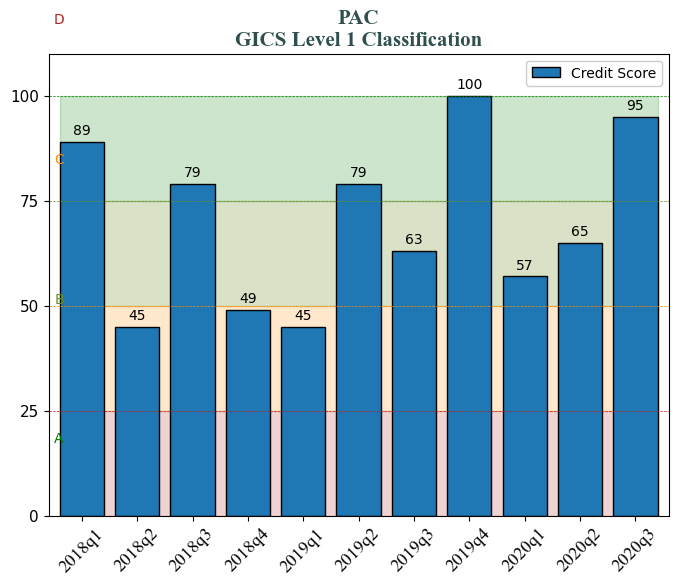 D
PAC
GICS Level 1 Classification
Credit Score
100
75
50
25
0
C
B
A
89
45
79
49
45
79
63
100
57
65
95
2018q1
2018q2
2018q3
2018q4
2019q1
2019q2
2019q3
2019q4
2020q1
2020q2
2020q3